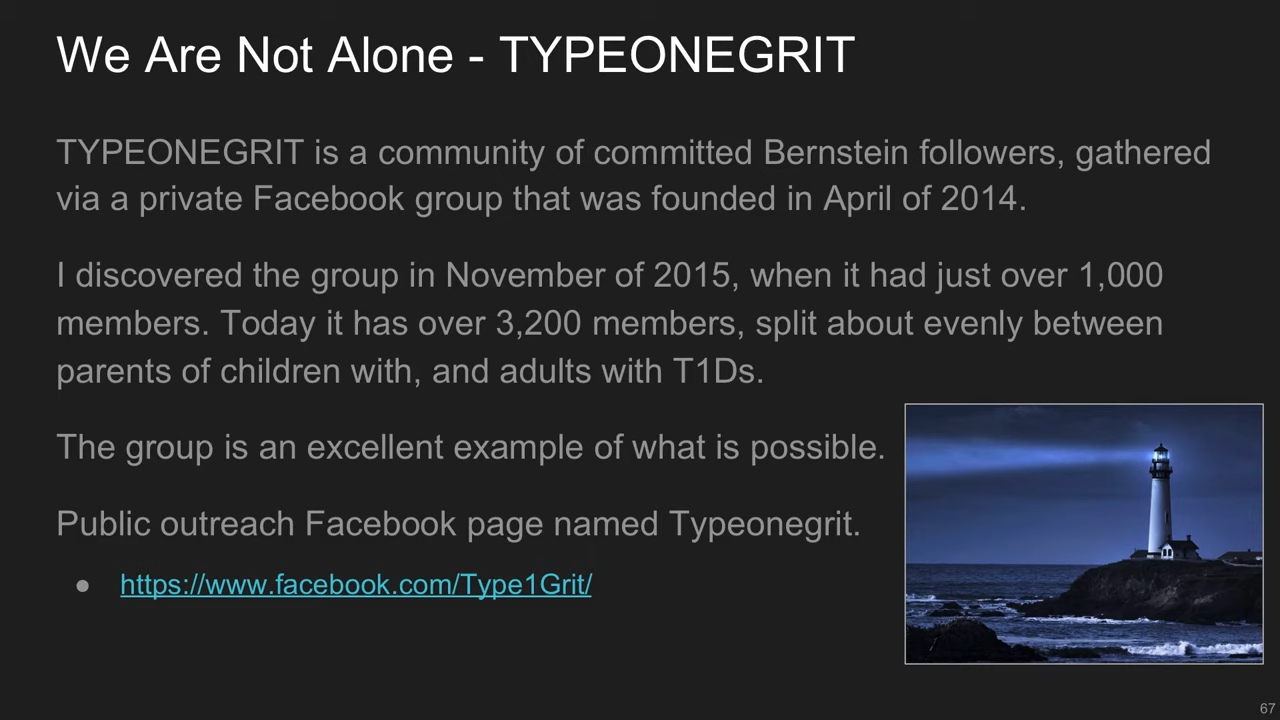 We Are Not Alone - TYPEONEGRIT
TYPEONEGRIT is a community of committed Bernstein followers, gathered
via a private Facebook group that was founded in April of 2014.
I discovered the group in November of 2015, when it had just over 1,000
members. Today it has over 3,200 members, split about evenly between
parents of children with, and adults with T1Ds.
The group is an excellent example of what is possible.
Public outreach Facebook page named Typeonegrit.
● https://www.facebook.com/Type1Grit/
67